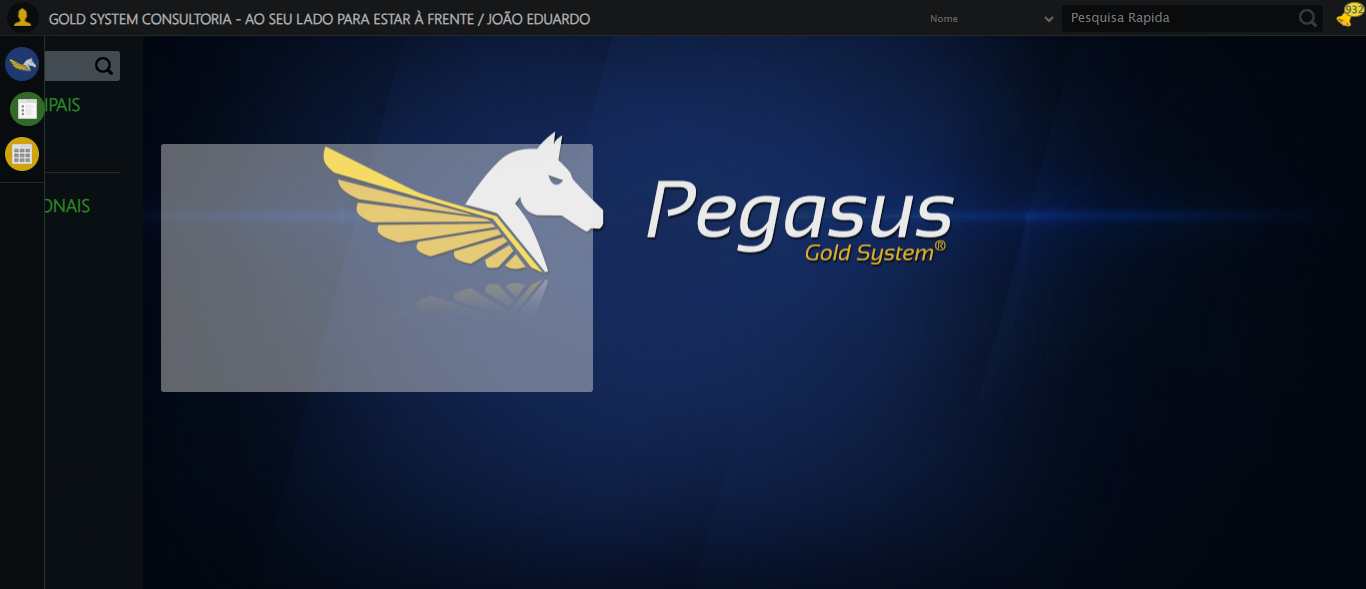 GOLD SYSTEM CONSULTORIA - AO SEU LADO PARA ESTAR À FRENTE / JOÃO EDUARDO
Nome
Pesquisa Rapida
932
IPAIS
ONAIS
Pegasus
Gold System®